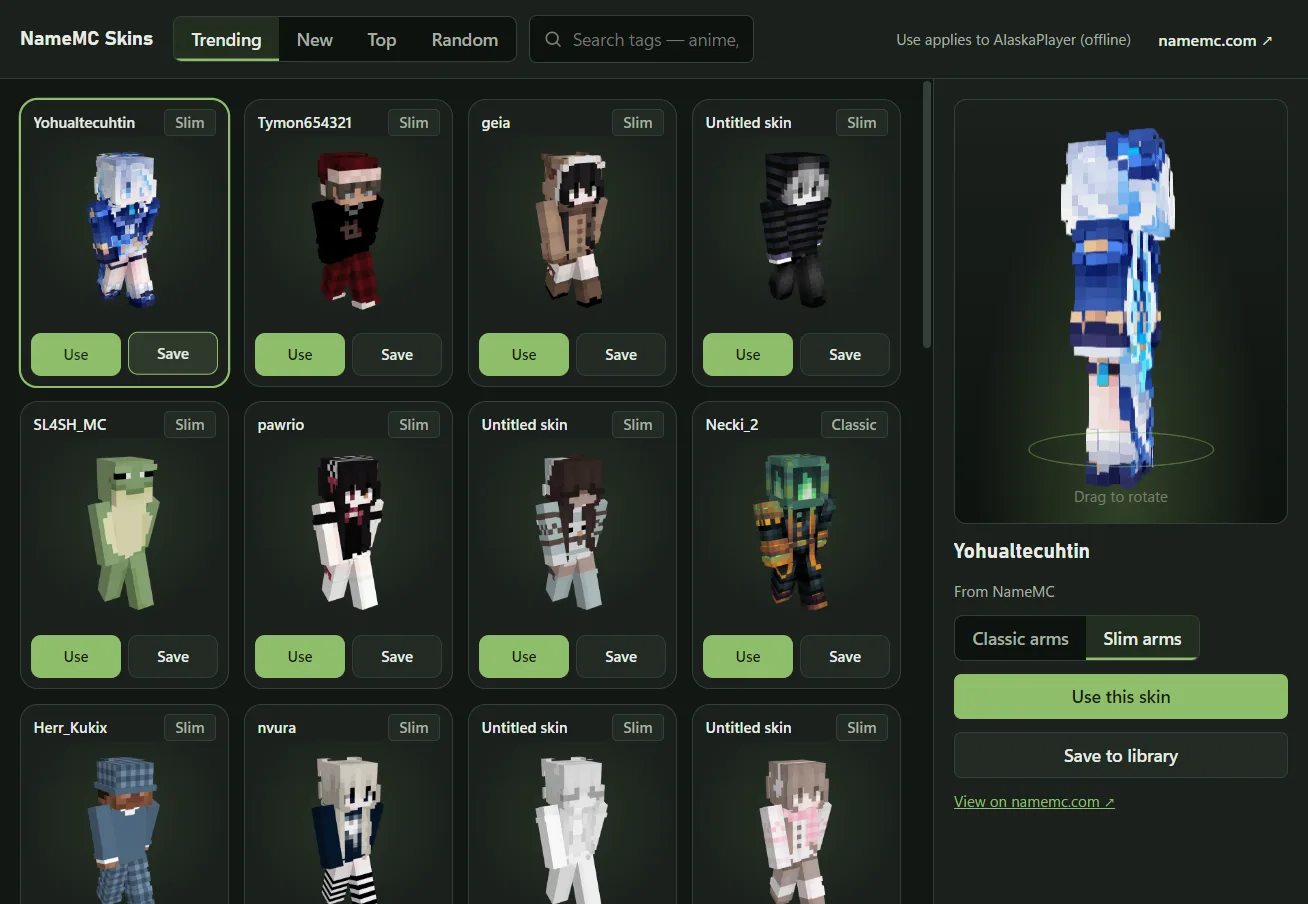 NameMC Skins
Trending
New
Top
Random
Search tags — anime,
Use applies to AlaskaPlayer (offline)
namemc.com ↗
Yohualtecuhtin
Slim
Tymon654321
Slim
geia
Slim
Untitled skin
Slim
Use
Save
Use
Save
Use
Save
Use
Save
SL4SH_MC
Slim
pawrio
Slim
Untitled skin
Slim
Necki_2
Classic
Use
Save
Use
Save
Use
Save
Use
Save
Herr_Kukix
Slim
nvura
Slim
Untitled skin
Slim
Untitled skin
Slim
Drag to rotate
Yohualtecuhtin
From NameMC
Classic arms
Slim arms
Use this skin
Save to library
View on namemc.com ↗